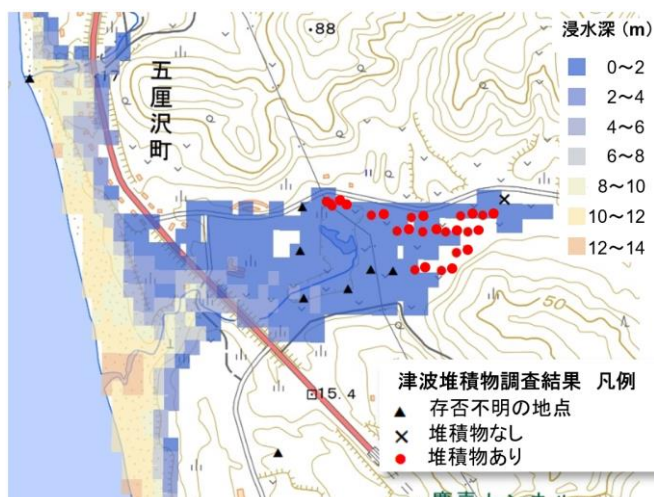 ・88
五厘沢町
17
浸水深（m）
0～2
2～4
4～6
6～8
8～10
10～12
12～14
50
15.4
津波堆積物調査結果　凡例
▲ 存否不明の地点
× 堆積物なし
● 堆積物あり